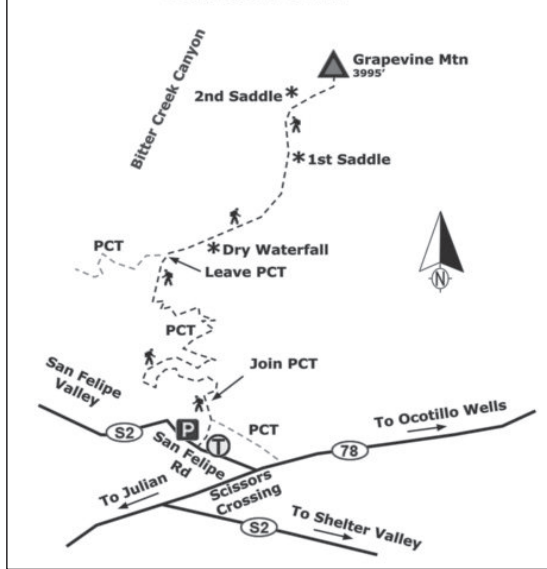 Grapevine Mtn
3995'
2nd Saddle
Bitter Creek Canyon
1st Saddle
PCT
Dry Waterfall
Leave PCT
N
PCT
Join PCT
San Felipe
Valley
P
PCT
To Ocotillo Wells
S2
T
San Felipe
Rd
78
To Julian
Scissors
Crossing
S2
To Shelter Valley